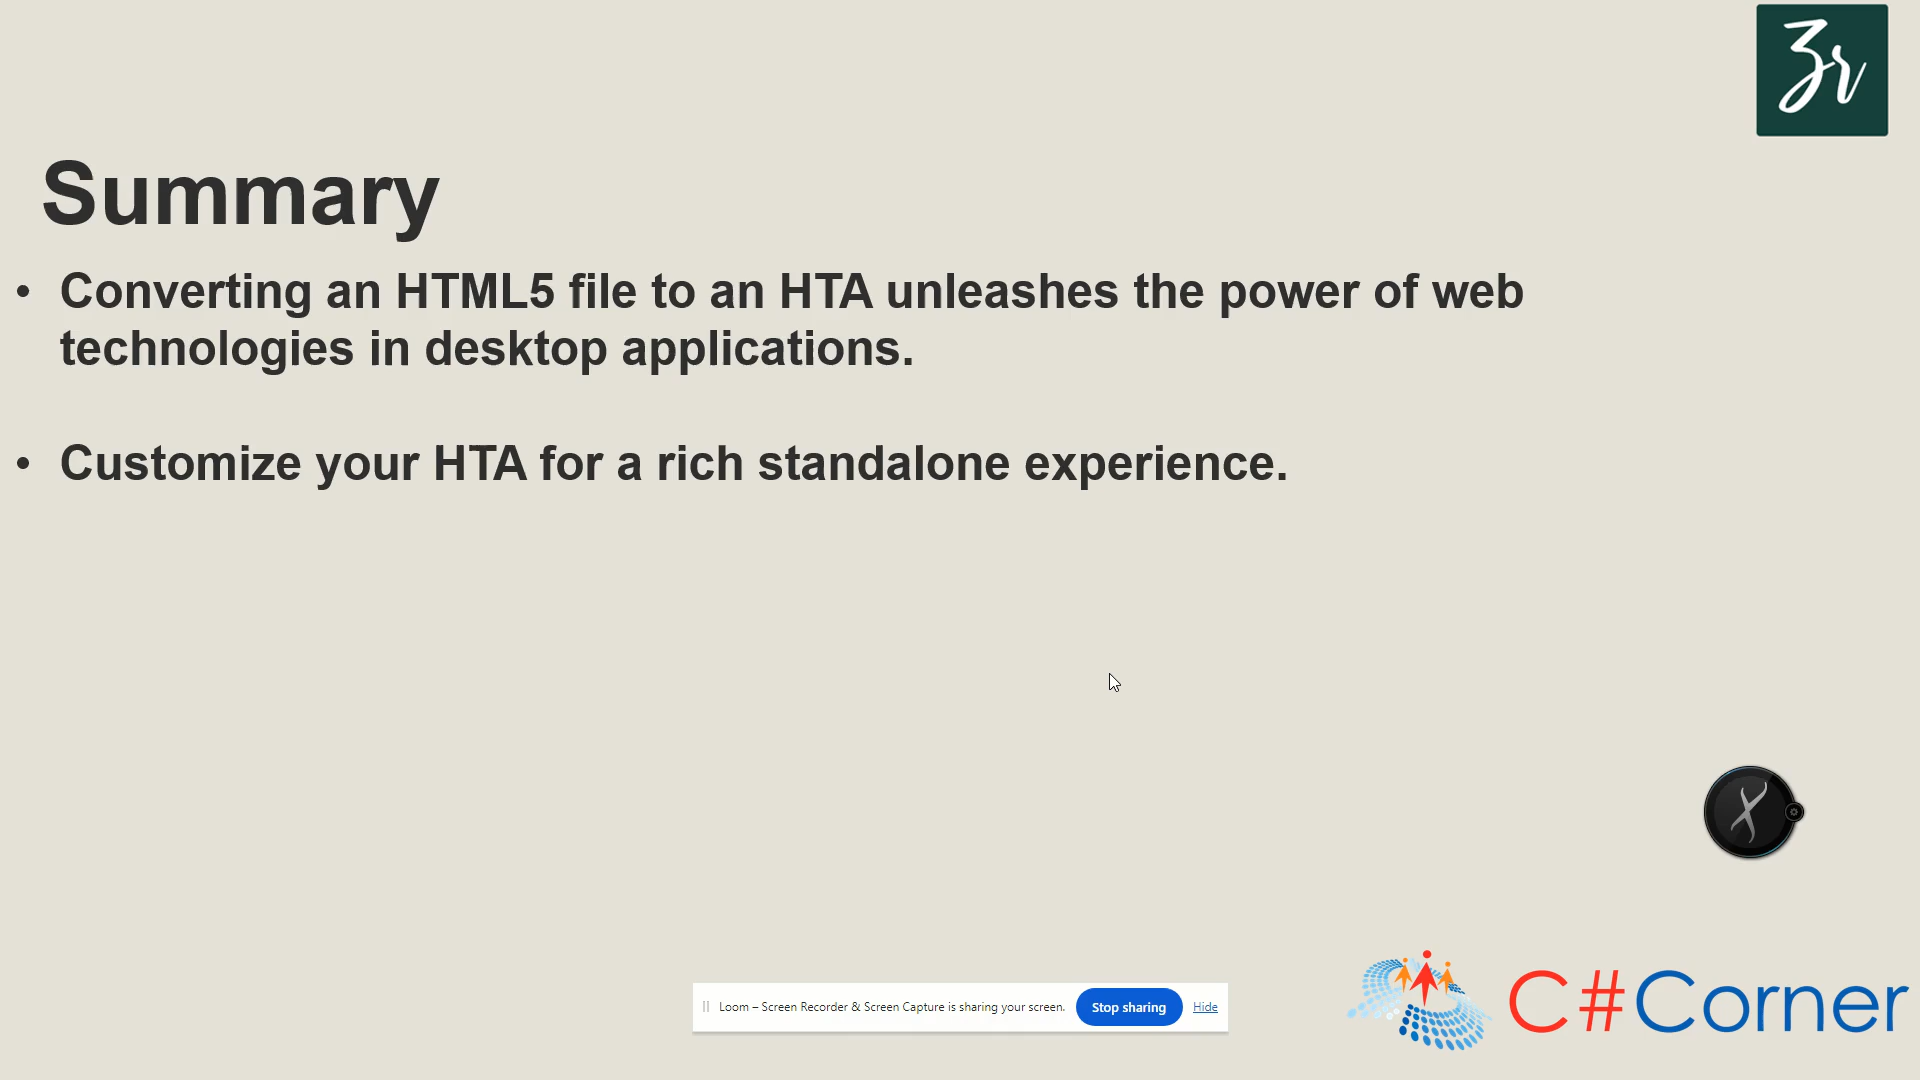 Zr
Summary
• Converting an HTML5 file to an HTA unleashes the power of web
technologies in desktop applications.
• Customize your HTA for a rich standalone experience.
Loom – Screen Recorder & Screen Capture is sharing your screen. Stop sharing Hide
C#Corner